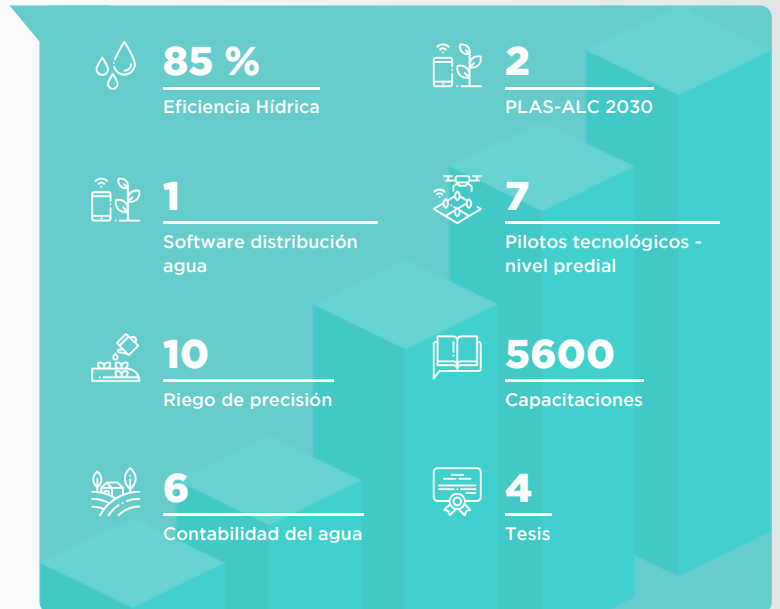 85 %
Eficiencia Hídrica
2
PLAS-ALC 2030
1
Software distribución
agua
7
Pilotos tecnológicos -
nivel predial
10
Riego de precisión
5600
Capacitaciones
6
Contabilidad del agua
4
Tesis